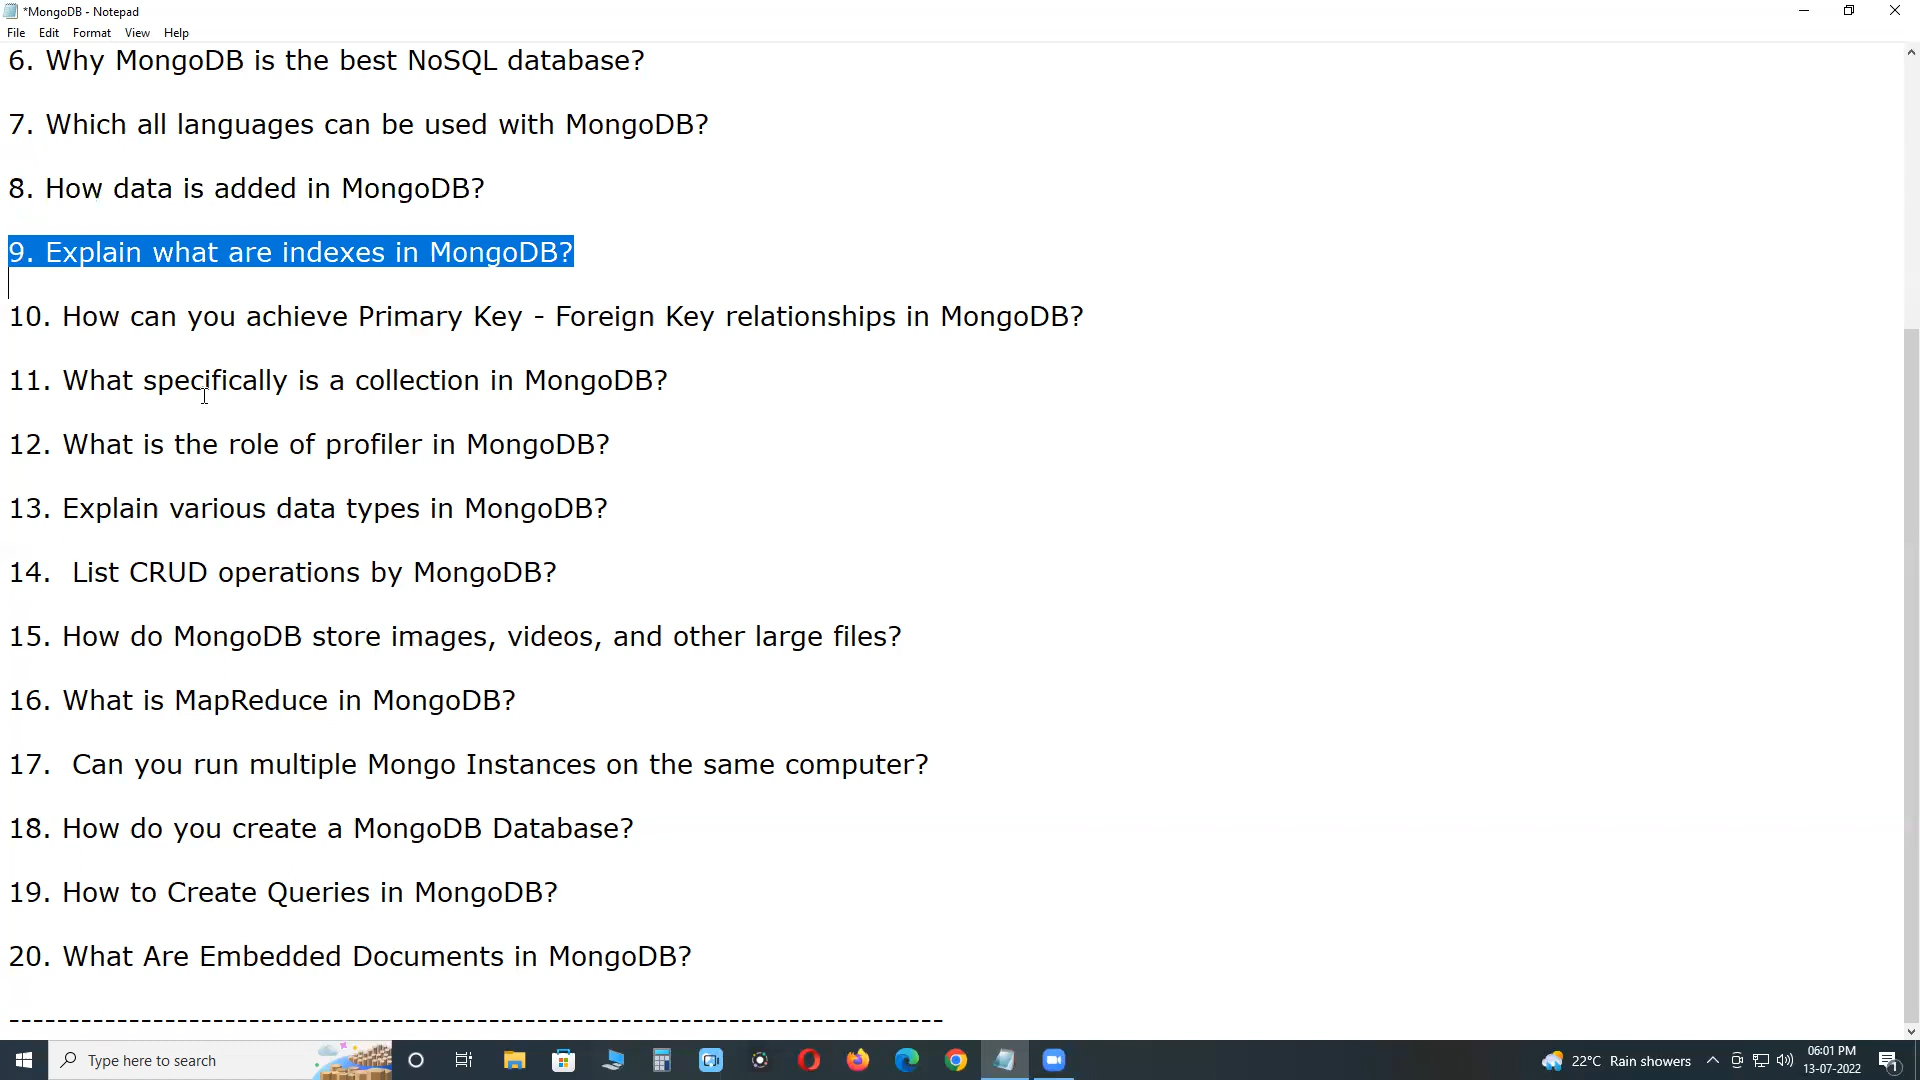 *MongoDB - Notepad
File Edit Format View Help
6. Why MongoDB is the best NoSQL database?
7. Which all languages can be used with MongoDB?
8. How data is added in MongoDB?
9. Explain what are indexes in MongoDB?
10. How can you achieve Primary Key - Foreign Key relationships in MongoDB?
11. What specifically is a collection in MongoDB?
12. What is the role of profiler in MongoDB?
13. Explain various data types in MongoDB?
14.  List CRUD operations by MongoDB?
15. How do MongoDB store images, videos, and other large files?
16. What is MapReduce in MongoDB?
17.  Can you run multiple Mongo Instances on the same computer?
18. How do you create a MongoDB Database?
19. How to Create Queries in MongoDB?
20. What Are Embedded Documents in MongoDB?
------------------------------------------------------------------------------
Type here to search
22°C Rain showers
06:01 PM
13-07-2022
1